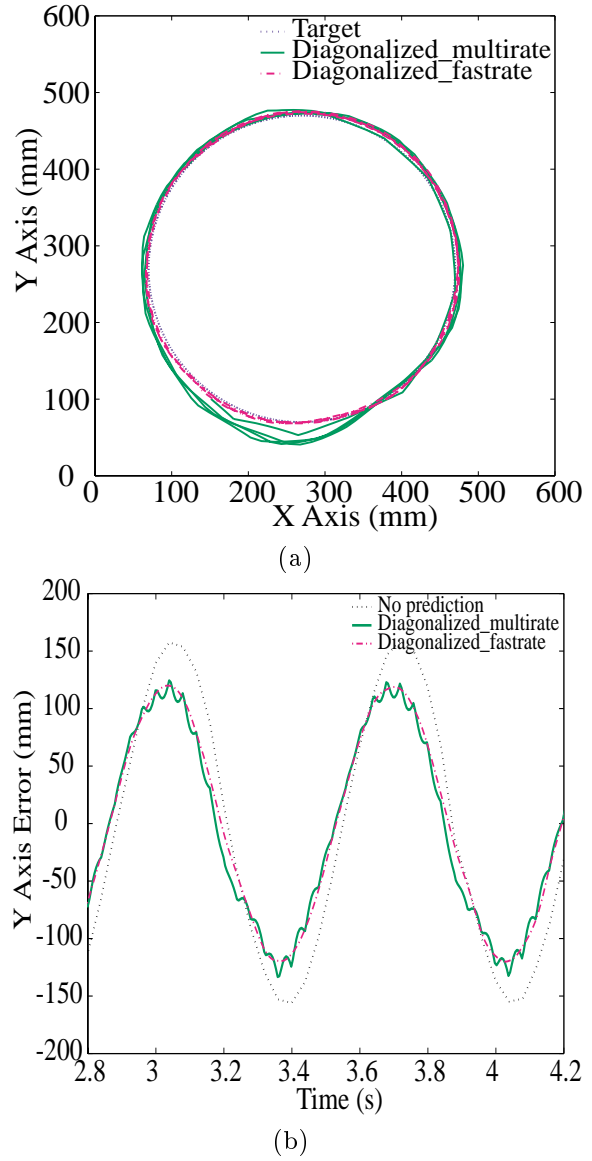 600
500
400
300
200
100
0
Y Axis (mm)
Target
Diagonalized_multirate
Diagonalized_fastrate
0 100 200 300 400 500 600
X Axis (mm)
(a)
200
150
100
50
0
-50
-100
-150
-200
Y Axis Error (mm)
No prediction
Diagonalized_multirate
Diagonalized_fastrate
2.8 3 3.2 3.4 3.6 3.8 4 4.2
Time (s)
(b)